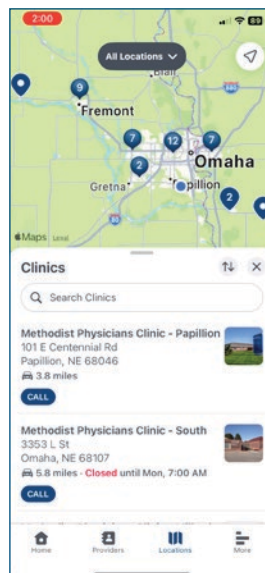 2:00
89
All Locations
Blair
9
Fremont
7
12
7
2
Omaha
Gretna
Papillion
2
Maps
Legal
Clinics
Search Clinics
Methodist Physicians Clinic - Papillion
101 E Centennial Rd
Papillion, NE 68046
3.8 miles
CALL
Methodist Physicians Clinic - South
3353 L St
Omaha, NE 68107
5.8 miles · Closed until Mon, 7:00 AM
CALL
Home
Providers
Locations
More